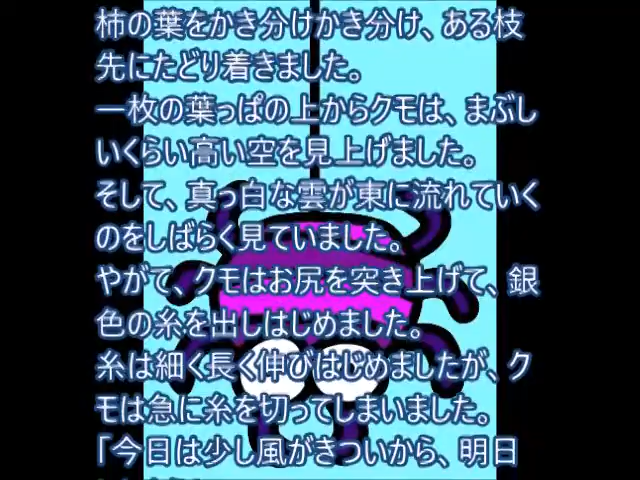 柿の葉をかき分けかき分け、ある枝
先にたどり着きました。
一枚の葉っぱの上からクモは、まぶし
いくらい高い空を見上げました。
そして、真っ白な雲が東に流れていく
のをしばらく見ていました。
やがて、クモはお尻を突き上げて、銀
色の糸を出しはじめました。
糸は細く長く伸びはじめましたが、ク
モは急に糸を切ってしまいました。
「今日は少し風がきついから、明日